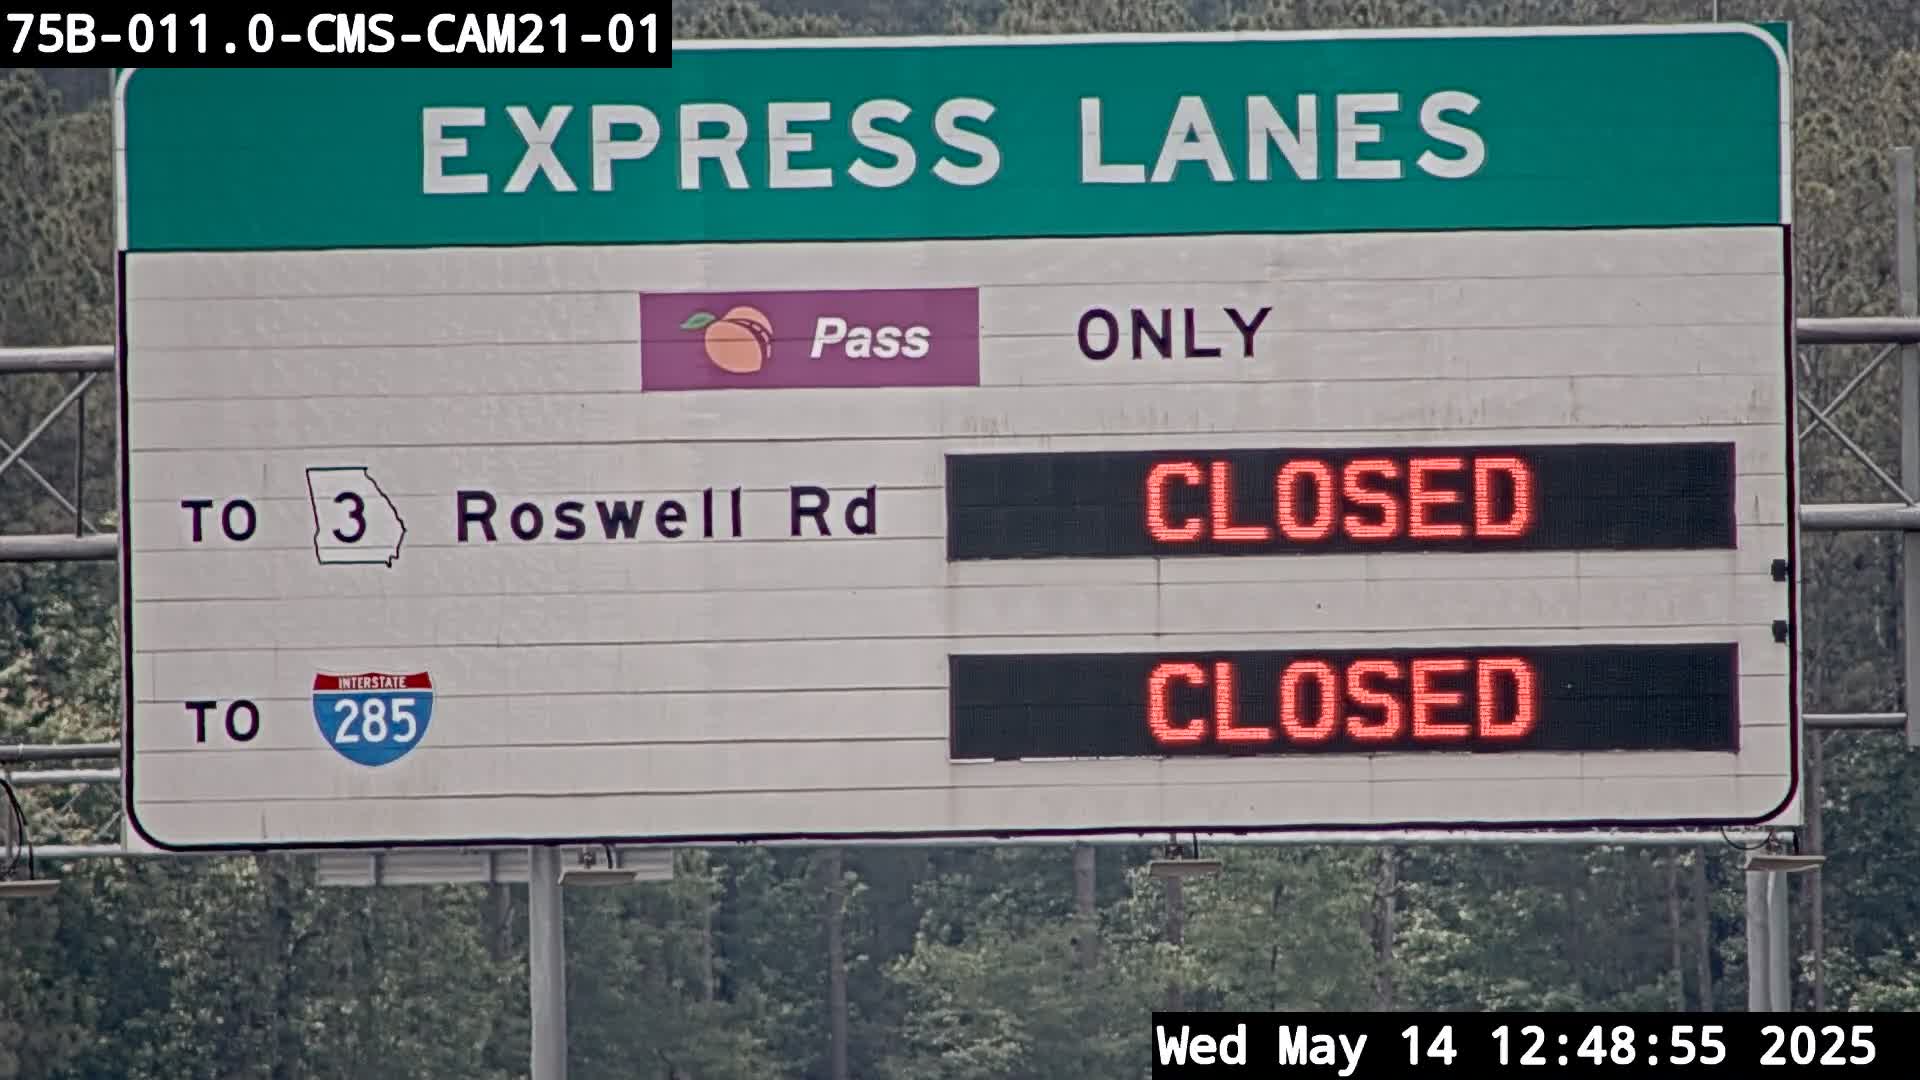 75B-011.0-CMS-CAM21-01
EXPRESS LANES
Pass ONLY
TO 3 Roswell Rd CLOSED
TO INTERSTATE 285 CLOSED
Wed May 14 12:48:55 2025